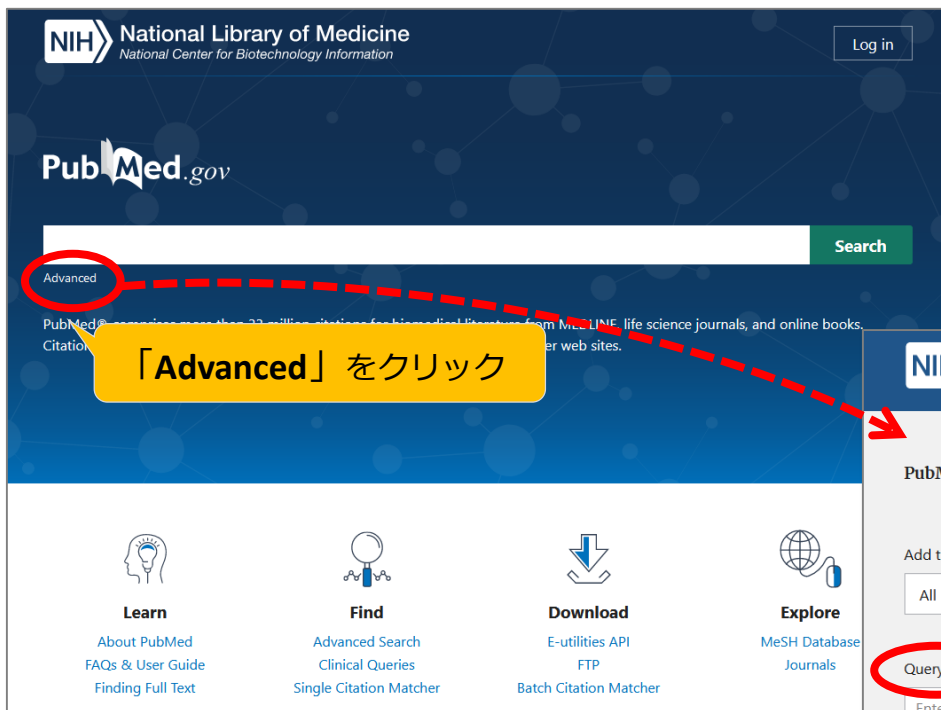 NIH National Library of Medicine
National Center for Biotechnology Information
Log in
PubMed.gov
Search
Advanced
PubMed® comprises more than 33 million citations for biomedical literature from MEDLINE, life science journals, and online books.
Citation er web sites.
「Advanced」をクリック
NI
PubM
Add t
All
Query
Ente
Learn
About PubMed
FAQs & User Guide
Finding Full Text
Find
Advanced Search
Clinical Queries
Single Citation Matcher
Download
E-utilities API
FTP
Batch Citation Matcher
Explore
MeSH Database
Journals